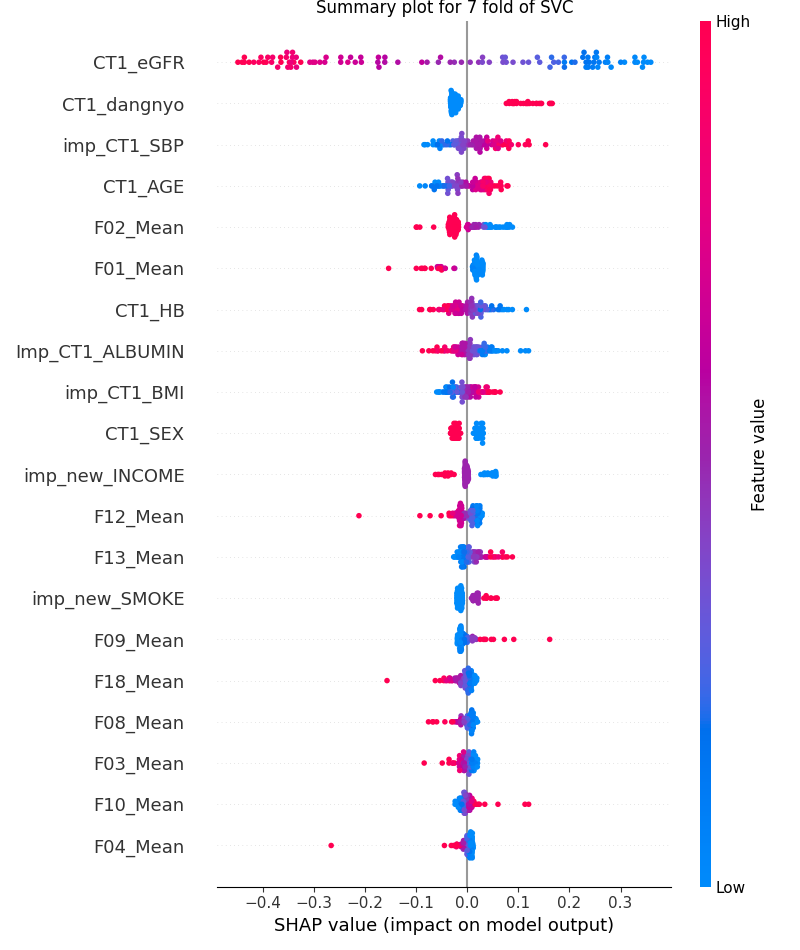 Summary plot for 7 fold of SVC
High
CT1_eGFR
CT1_dangnyo
imp_CT1_SBP
CT1_AGE
F02_Mean
F01_Mean
CT1_HB
Imp_CT1_ALBUMIN
imp_CT1_BMI
CT1_SEX
imp_new_INCOME
F12_Mean
F13_Mean
imp_new_SMOKE
F09_Mean
F18_Mean
F08_Mean
F03_Mean
F10_Mean
F04_Mean
Feature value
Low
−0.4 −0.3 −0.2 −0.1 0.0 0.1 0.2 0.3
SHAP value (impact on model output)